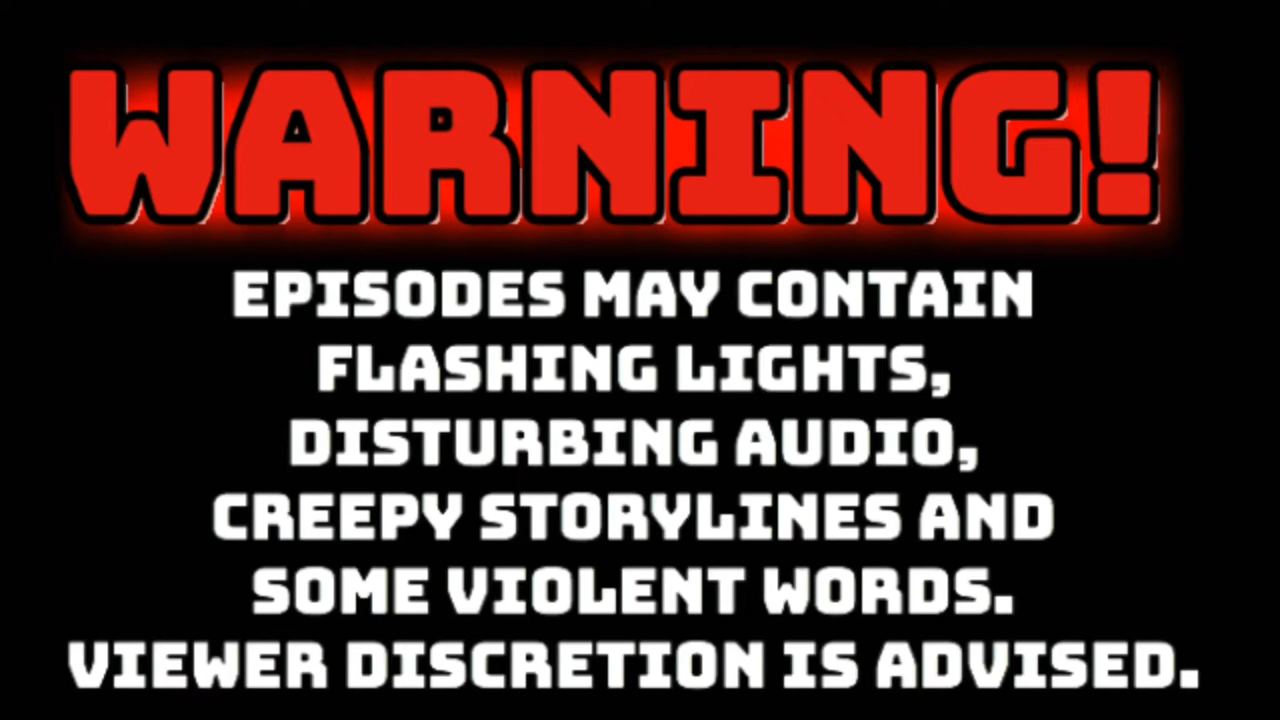 WARNING!
EPISODES MAY CONTAIN
FLASHING LIGHTS,
DISTURBING AUDIO,
CREEPY STORYLINES AND
SOME VIOLENT WORDS.
VIEWER DISCRETION IS ADVISED.